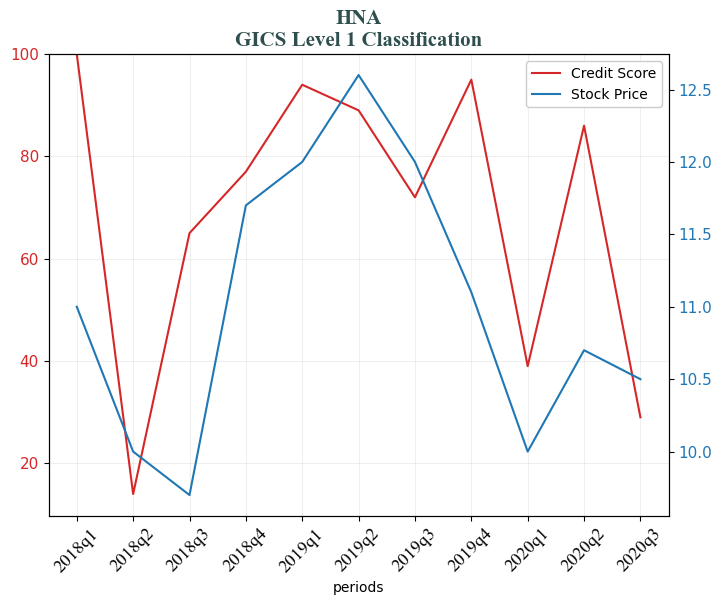 HNA
GICS Level 1 Classification
Credit Score
Stock Price
100
80
60
40
20
12.5
12.0
11.5
11.0
10.5
10.0
2018q1
2018q2
2018q3
2018q4
2019q1
2019q2
2019q3
2019q4
2020q1
2020q2
2020q3
periods